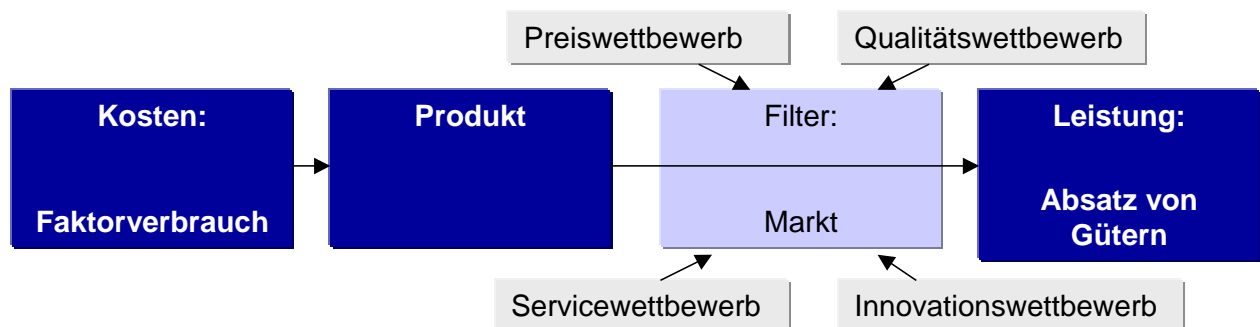 Preiswettbewerb
Qualitätswettbewerb
Kosten:
Faktorverbrauch
Produkt
Filter:
Markt
Leistung:
Absatz von
Gütern
Servicewettbewerb
Innovationswettbewerb